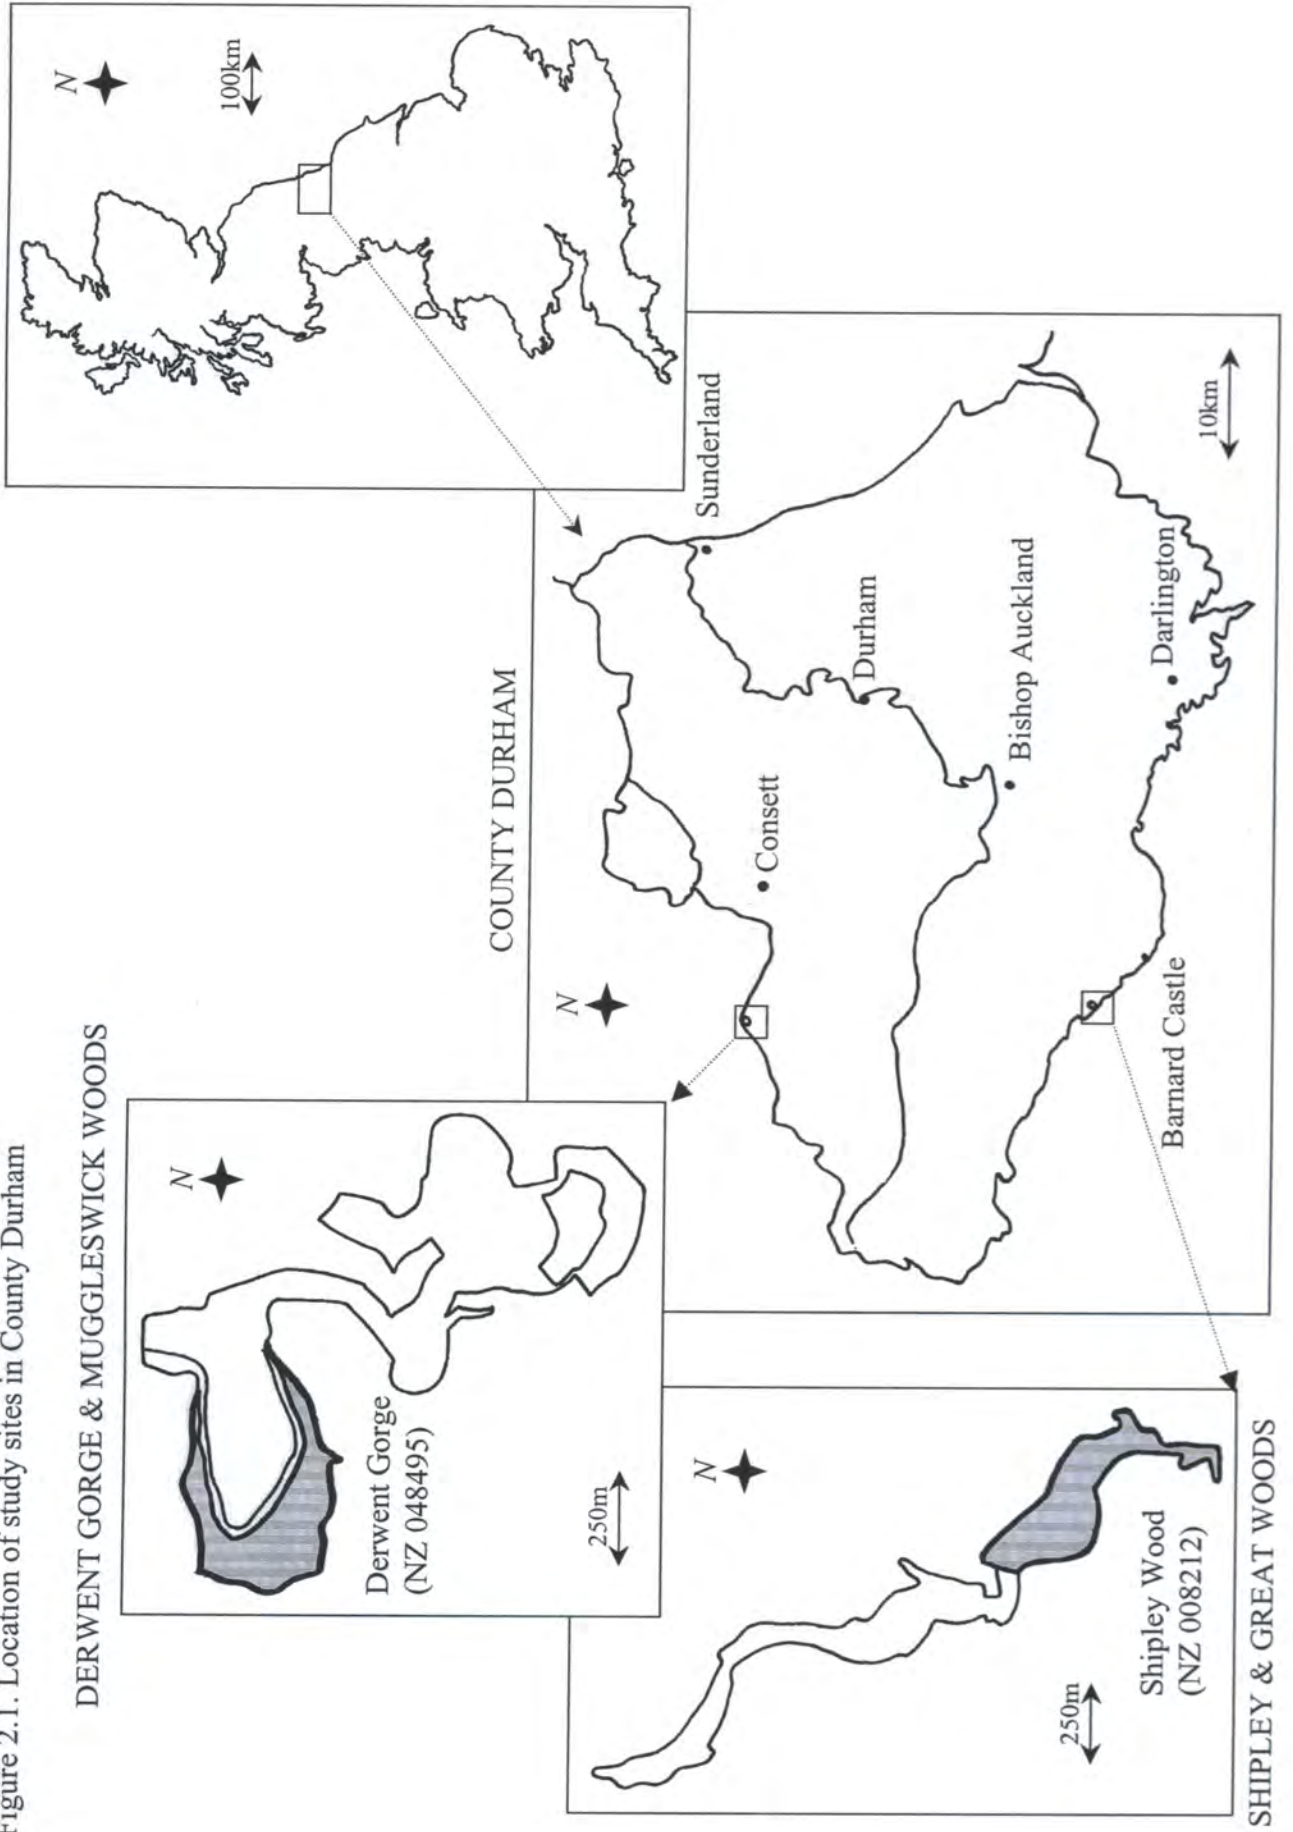 Figure 2.1. Location of study sites in County Durham
DERWENT GORGE & MUGGLESWICK WOODS
N
Derwent Gorge
(NZ 048495)
250m
N
100km
COUNTY DURHAM
N
Sunderland
Consett
Durham
Bishop Auckland
Darlington
Barnard Castle
10km
N
Shipley Wood
(NZ 008212)
250m
SHIPLEY & GREAT WOODS